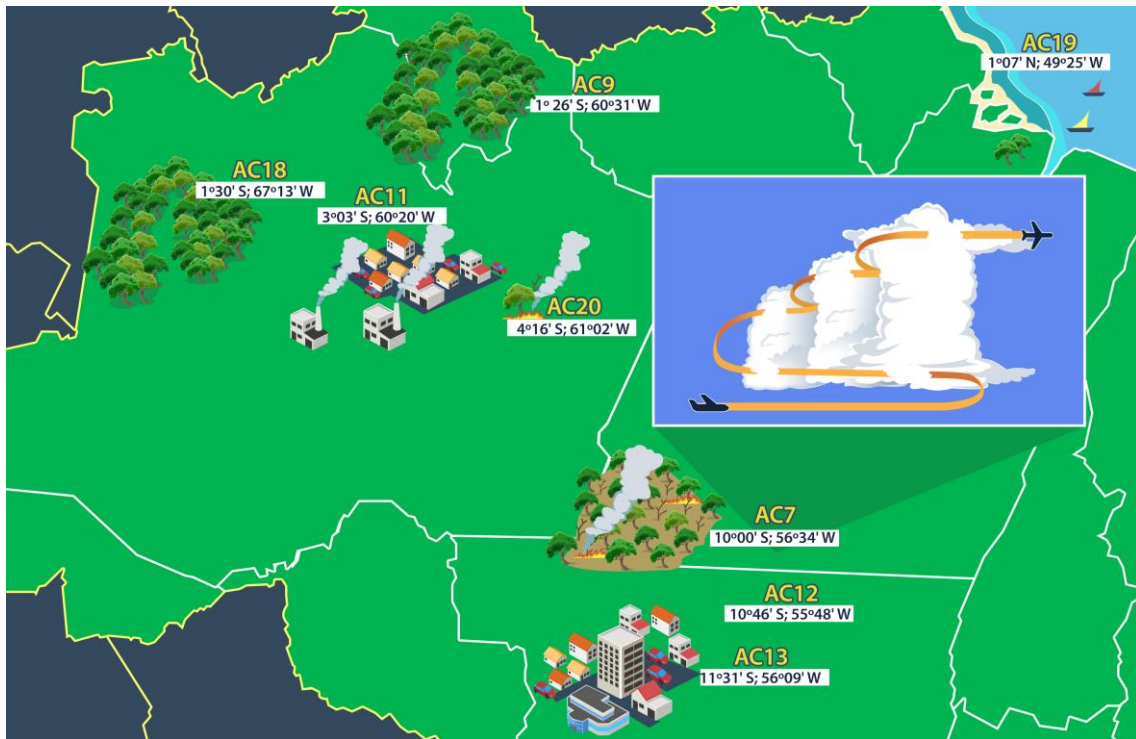 AC19
1º07' N; 49º25' W
AC9
1º 26' S; 60º31' W
AC18
1º30' S; 67º13' W
AC11
3º03' S; 60º20' W
AC20
4º16' S; 61º02' W
AC7
10º00' S; 56º34' W
AC12
10º46' S; 55º48' W
AC13
11º31' S; 56º09' W